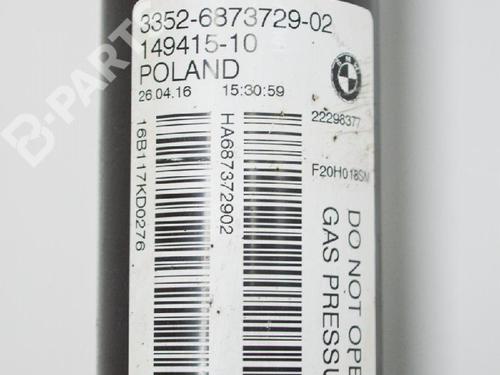 3352-6873729-02
149415-10
POLAND
26.04.16 15:30:59
22298377
F20H018SM
16B117KD0276
HA687372902
DO NOT OPE
GAS PRESSU
B-PARTS